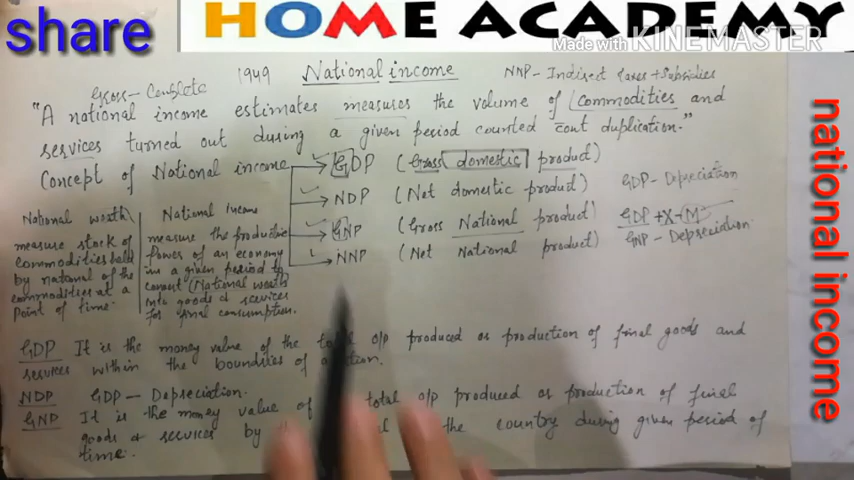 share
HOME ACADEMY
Made with KINEMASTER
Gross - Complete 1949 National income NNP - Indirect taxes + Subsidies
"A national income estimates measures the volume of commodities and
services turned out during a given period counted cout duplication."
Concept of National income
GDP (Gross domestic product)
NDP (Net domestic product) GDP - Depreciation
GNP (Gross National product) GDP + X - M
NNP (Net National product) GNP - Depreciation
National wealth
measure stock of
commodities held
by national of the
commodities at a
Point of time.
National Income
measure the productive
Power of an economy
in a given period to
convert National wealth
into goods & services
for final consumption.
GDP It is the money value of the total o/p produced or production of final goods and
services within the boundries of a nation.
NDP GDP - Depreciation.
GNP It is the money value of total o/p produced or production of final
goods & services by the country during given period of
time.
national income